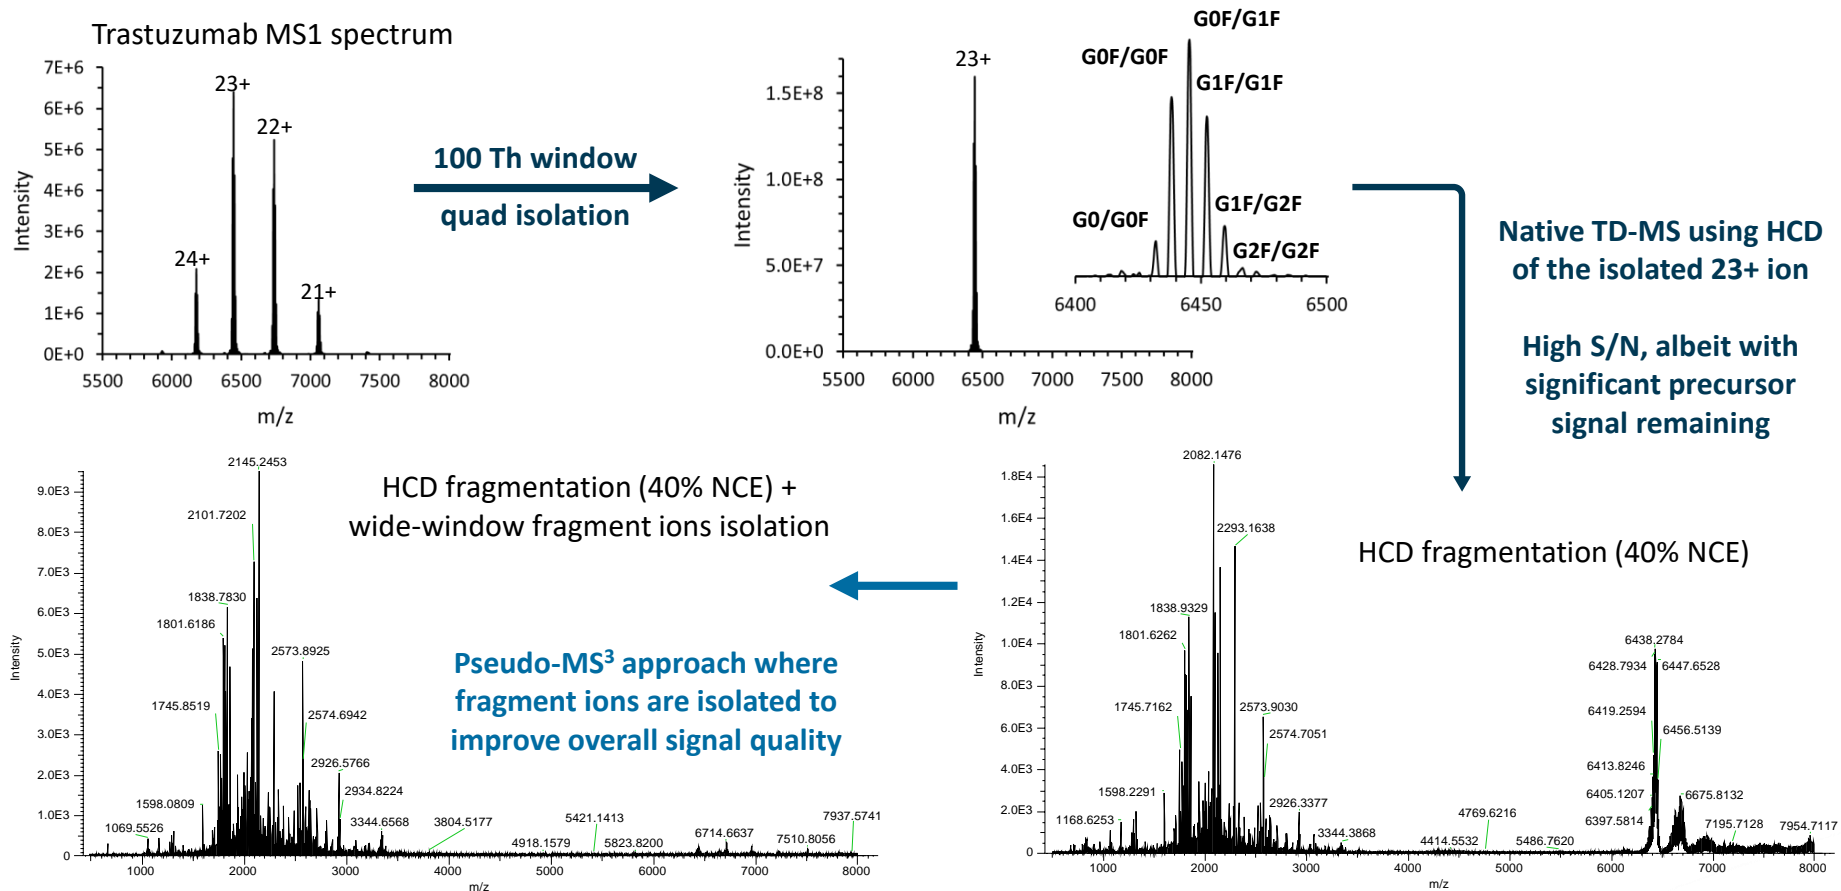 Trastuzumab MS1 spectrum
7E+6
6E+6
5E+6
4E+6
3E+6
2E+6
1E+6
0E+0
Intensity
24+
23+
22+
21+
5500 6000 6500 7000 7500 8000
m/z
100 Th window
quad isolation
1.5E+8
1.0E+8
5.0E+7
0.0E+0
Intensity
23+
5500 6000 6500 7000 7500 8000
m/z
G0F/G1F
G0F/G0F
G1F/G1F
G1F/G2F
G0/G0F
G2F/G2F
6400 6450 6500
Native TD-MS using HCD
of the isolated 23+ ion
High S/N, albeit with
significant precursor
signal remaining
HCD fragmentation (40% NCE) +
wide-window fragment ions isolation
Pseudo-MS³ approach where
fragment ions are isolated to
improve overall signal quality
9.0E3
8.0E3
7.0E3
6.0E3
5.0E3
4.0E3
3.0E3
2.0E3
1.0E3
0
Intensity
2145.2453
2101.7202
1838.7830
1801.6186
2573.8925
1745.8519
2574.6942
2926.5766
2934.8224
1598.0809
1069.5526
3344.6568
3804.5177
4918.1579
5421.1413
5823.8200
6714.6637
7510.8056
7937.5741
1000 2000 3000 4000 5000 6000 7000 8000
m/z
HCD fragmentation (40% NCE)
1.8E4
1.6E4
1.4E4
1.2E4
1.0E4
8.0E3
6.0E3
4.0E3
2.0E3
0
Intensity
2082.1476
2293.1638
1838.9329
1801.6262
1745.7162
2573.9030
2574.7051
1598.2291
1168.6253
2926.3377
3344.3868
4414.5532
4769.6216
5486.7620
6438.2784
6428.7934
6447.6528
6419.2594
6456.5139
6413.8246
6405.1207
6397.5814
6675.8132
7195.7128
7954.7117
1000 2000 3000 4000 5000 6000 7000 8000
m/z